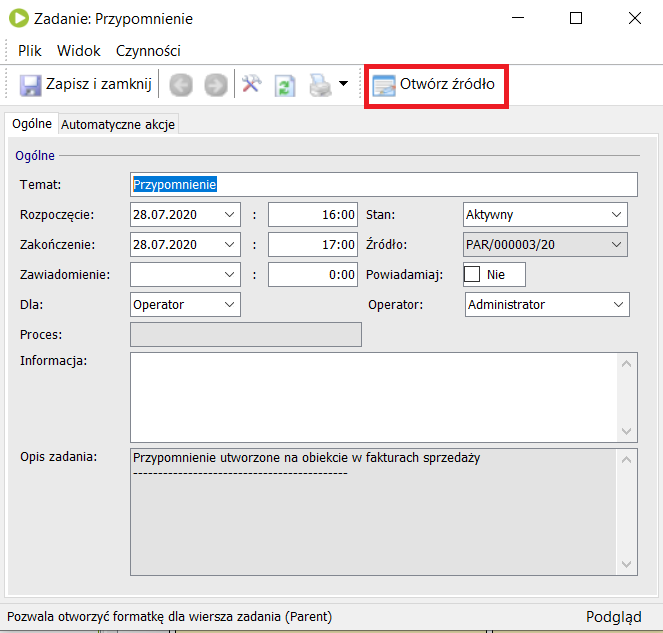 Zadanie: Przypomnienie
Plik Widok Czynności
Zapisz i zamknij Otwórz źródło
Ogólne Automatyczne akcje
Ogólne
Temat: Przypomnienie
Rozpoczęcie: 28.07.2020 : 16:00 Stan: Aktywny
Zakończenie: 28.07.2020 : 17:00 Źródło: PAR/000003/20
Zawiadomienie: : 0:00 Powiadamiaj: Nie
Dla: Operator Operator: Administrator
Proces:
Informacja:
Opis zadania: Przypomnienie utworzone na obiekcie w fakturach sprzedaży
-------------------------------------------
Pozwala otworzyć formatkę dla wiersza zadania (Parent) Podgląd